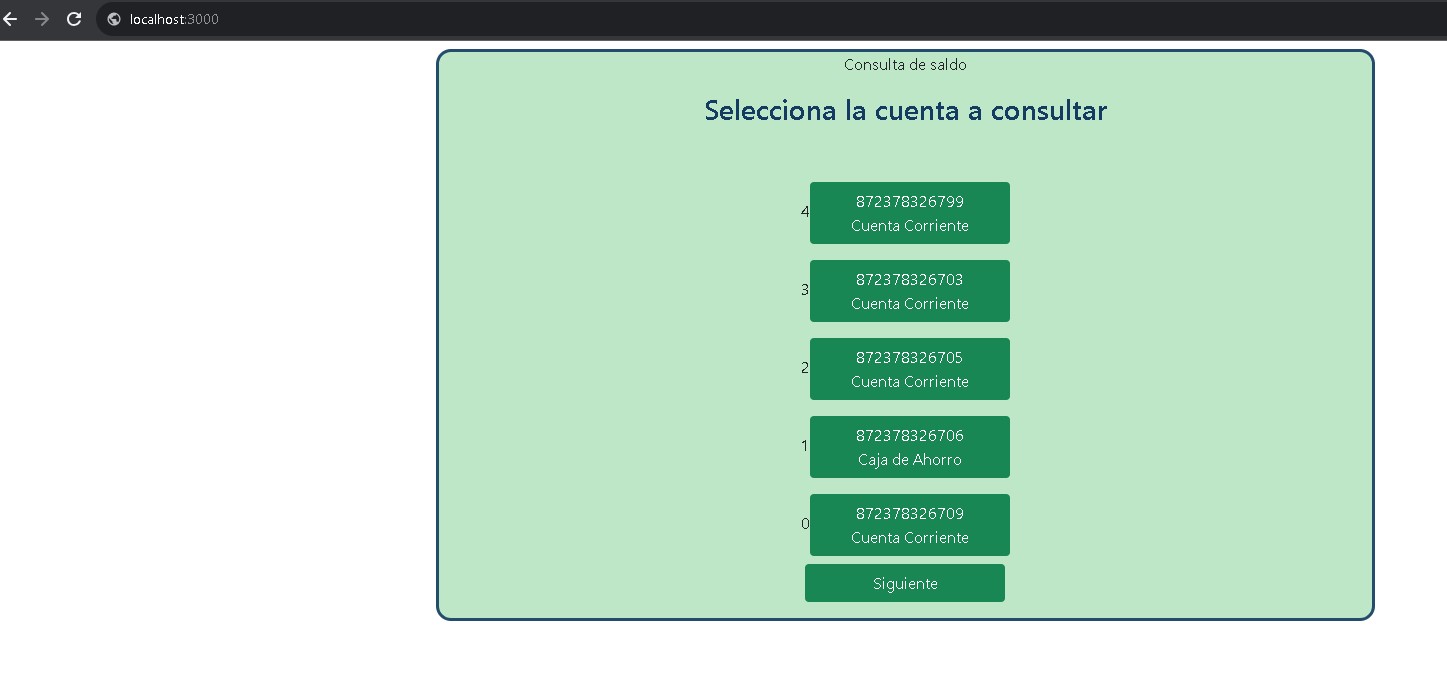 localhost:3000
Consulta de saldo
Selecciona la cuenta a consultar
4
872378326799
Cuenta Corriente
3
872378326703
Cuenta Corriente
2
872378326705
Cuenta Corriente
1
872378326706
Caja de Ahorro
0
872378326709
Cuenta Corriente
Siguiente